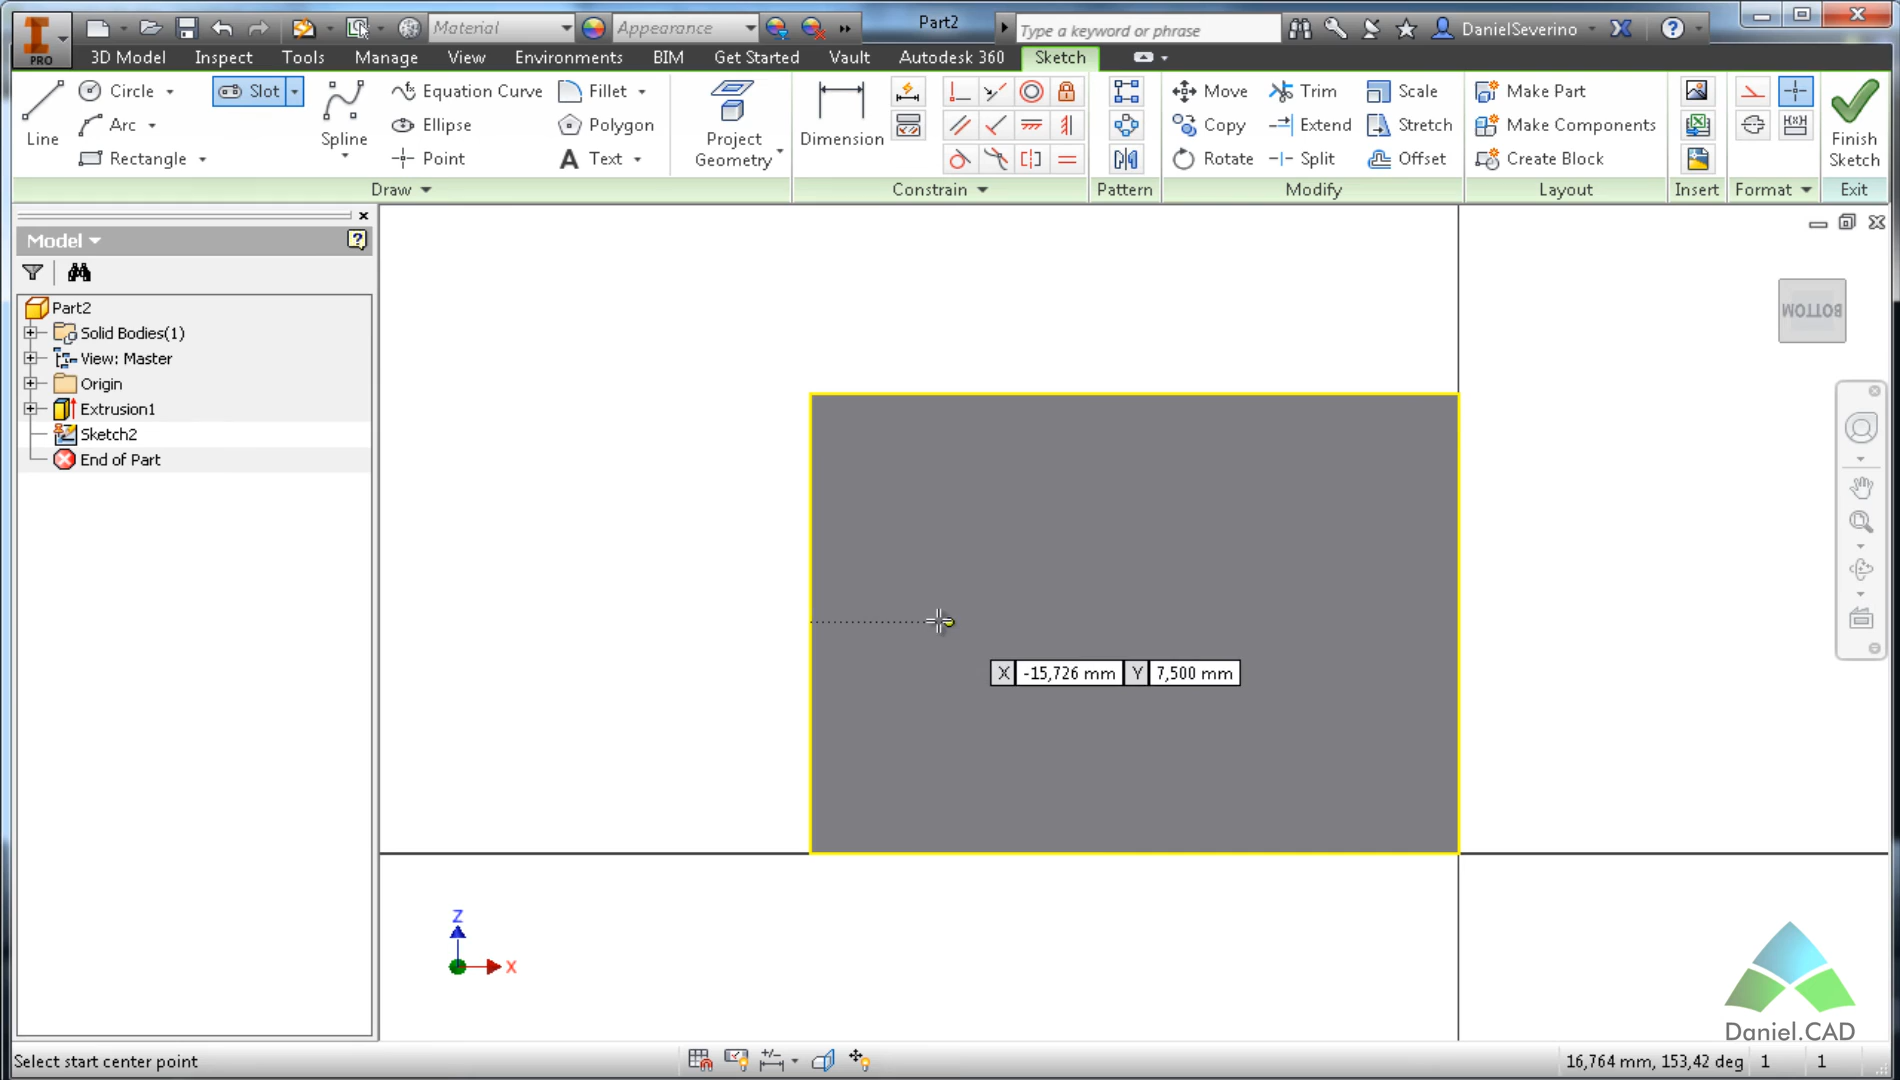 Material
Appearance
Part2
Type a keyword or phrase
DanielSeverino
PRO
3D Model
Inspect
Tools
Manage
View
Environments
BIM
Get Started
Vault
Autodesk 360
Sketch
Line
Circle
Arc
Rectangle
Slot
Spline
Equation Curve
Ellipse
Point
Fillet
Polygon
A Text
Project
Geometry
Dimension
Move
Copy
Rotate
Trim
Extend
Split
Scale
Stretch
Offset
Make Part
Make Components
Create Block
Finish
Sketch
Draw
Constrain
Pattern
Modify
Layout
Insert
Format
Exit
Model
Part2
Solid Bodies(1)
View: Master
Origin
Extrusion1
Sketch2
End of Part
BOTTOM
X -15,726 mm Y 7,500 mm
Z
X
Daniel.CAD
Select start center point
16,764 mm, 153,42 deg 1 1